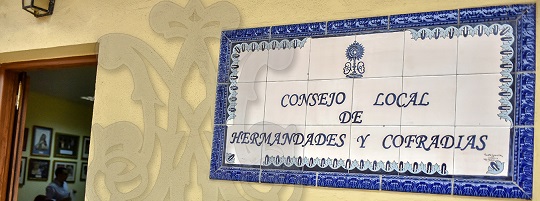 CONSEJO LOCAL
DE
HERMANDADES Y COFRADIAS